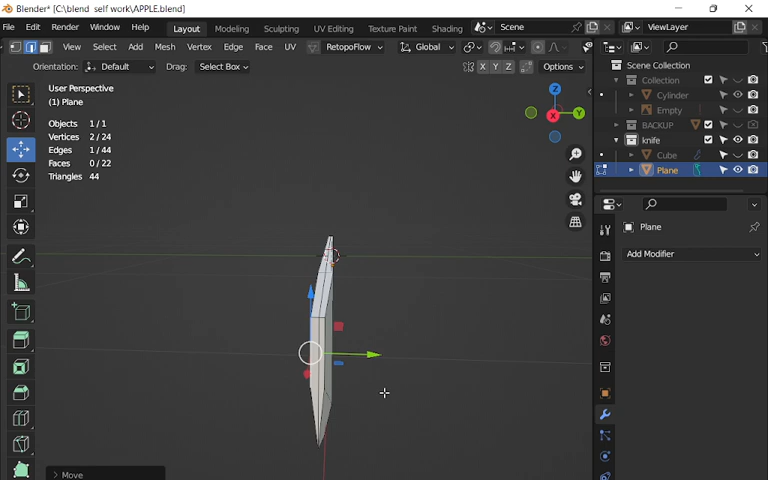 Blender* [C:\blend self work\APPLE.blend]
File Edit Render Window Help Layout Modeling Sculpting UV Editing Texture Paint Shading Scene ViewLayer
View Select Add Mesh Vertex Edge Face UV RetopoFlow Global
Orientation: Default Drag: Select Box X Y Z Options
User Perspective
(1) Plane
Objects 1/1
Vertices 2/24
Edges 1/44
Faces 0/22
Triangles 44
Z
Y
X
Move
Scene Collection
Collection
Cylinder
Empty
BACKUP
knife
Cube
Plane
Plane
Add Modifier